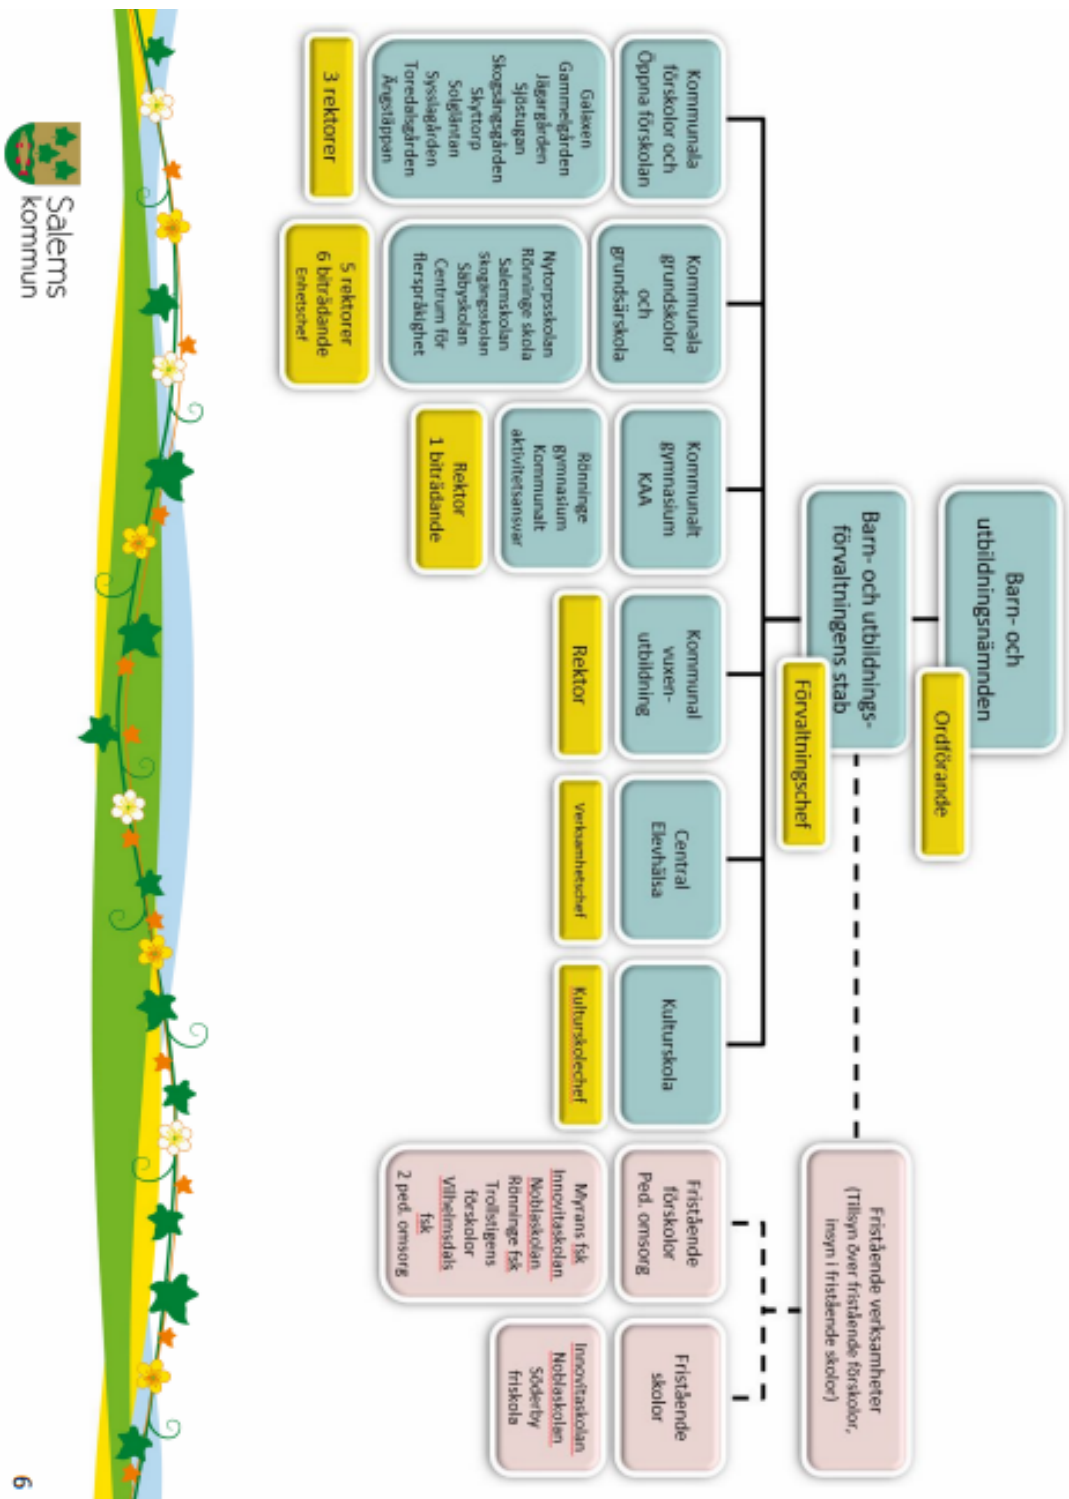 Barn- och
utbildningsnämnden
Ordförande
Barn- och utbildnings-
förvaltningens stab
Förvaltningschef
Fristående verksamheter
(Tillsyn över fristående förskolor,
insyn i fristående skolor)
Kommunala
förskolor och
Öppna förskolan
Galaxen
Gammelgården
Jägargården
Sjöstugan
Skogsängsgården
Skyttorp
Solgläntan
Sysslagården
Toredalsgården
Ängstäppan
3 rektorer
Kommunala
grundskolor
och
grundsärskola
Nytorpsskolan
Rönninge skola
Salemskolan
Skogängsskolan
Säbyskolan
Centrum för
flerspråkighet
5 rektorer
6 biträdande
Enhetschef
Kommunalt
gymnasium
KAA
Rönninge
gymnasium
Kommunalt
aktivitetsansvar
Rektor
1 biträdande
Kommunal
vuxen-
utbildning
Rektor
Central
Elevhälsa
Verksamhetschef
Kulturskola
Kulturskolechef
Fristående
förskolor
Ped. omsorg
Myrans fsk
Innovitaskolan
Noblaskolan
Rönninge fsk
Trollstigens
förskolor
Vilhelmsdals
fsk
2 ped. omsorg
Fristående
skolor
Innovitaskolan
Noblaskolan
Söderby
friskola
Salems
kommun
6